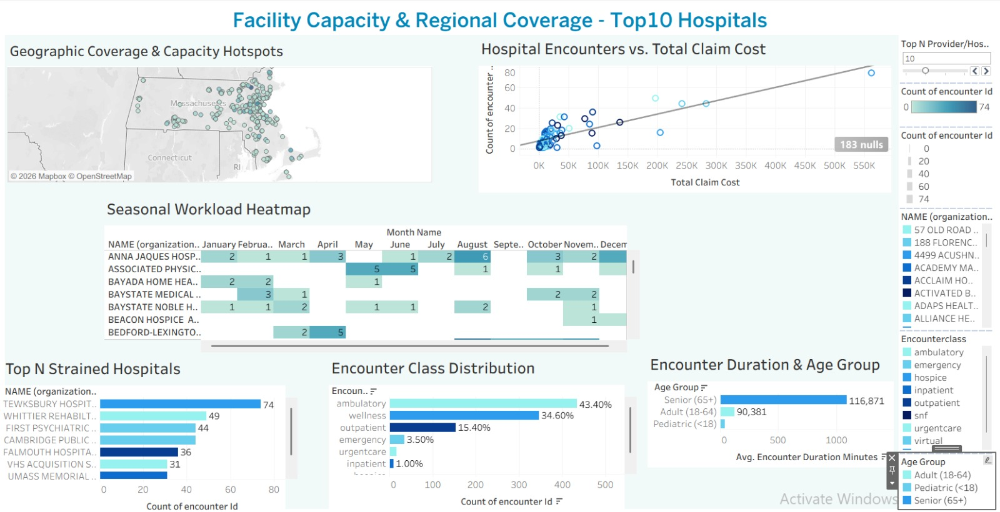 Facility Capacity & Regional Coverage - Top10 Hospitals
Geographic Coverage & Capacity Hotspots
Massachusetts
Connecticut
RI
© 2026 Mapbox © OpenStreetMap
Hospital Encounters vs. Total Claim Cost
Count of encounter ..
80
60
40
20
0
183 nulls
0K 50K 100K 150K 200K 250K 300K 350K 400K 450K 500K 550K
Total Claim Cost
Top N Provider/Hos..
10
Count of encounter Id
0 74
Count of encounter Id
0
20
40
60
74
NAME (organization..
57 OLD ROAD ..
188 FLORENC..
4499 ACUSHN..
ACADEMY MA..
ACCLAIM HO..
ACTIVATED B..
ADAPS HEALT..
ALLIANCE HE..
Encounterclass
ambulatory
emergency
hospice
inpatient
outpatient
snf
urgentcare
virtual
Age Group
Adult (18-64)
Pediatric (<18)
Senior (65+)
Seasonal Workload Heatmap
Month Name
NAME (organization.. January Februa.. March April May June July August Septe.. October Novem.. Decem
ANNA JAQUES HOSP.. 2 1 1 3 1 2 6 3 2
ASSOCIATED PHYSIC.. 5 5 1 1
BAYADA HOME HEA.. 2 2 1
BAYSTATE MEDICAL .. 3 1 2 2
BAYSTATE NOBLE H.. 1 1 2 1 1 2 1
BEACON HOSPICE A.. 1
BEDFORD-LEXINGTO.. 2 5
Top N Strained Hospitals
NAME (organization..
TEWKSBURY HOSPIT.. 74
WHITTIER REHABILT.. 49
FIRST PSYCHIATRIC .. 44
CAMBRIDGE PUBLIC ..
FALMOUTH HOSPITA.. 36
VHS ACQUISITION S.. 31
UMASS MEMORIAL ..
0 20 40 60 80
Count of encounter Id
Encounter Class Distribution
Encoun..
ambulatory 43.40%
wellness 34.60%
outpatient 15.40%
emergency 3.50%
urgentcare
inpatient 1.00%
0 100 200 300 400 500
Count of encounter Id
Encounter Duration & Age Group
Age Group
Senior (65+) 116,871
Adult (18-64) 90,381
Pediatric (<18)
0 500 1000
Avg. Encounter Duration Minutes
Activate Windows